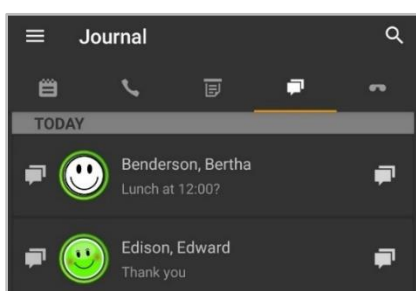 Journal
TODAY
Benderson, Bertha
Lunch at 12:00?
Edison, Edward
Thank you